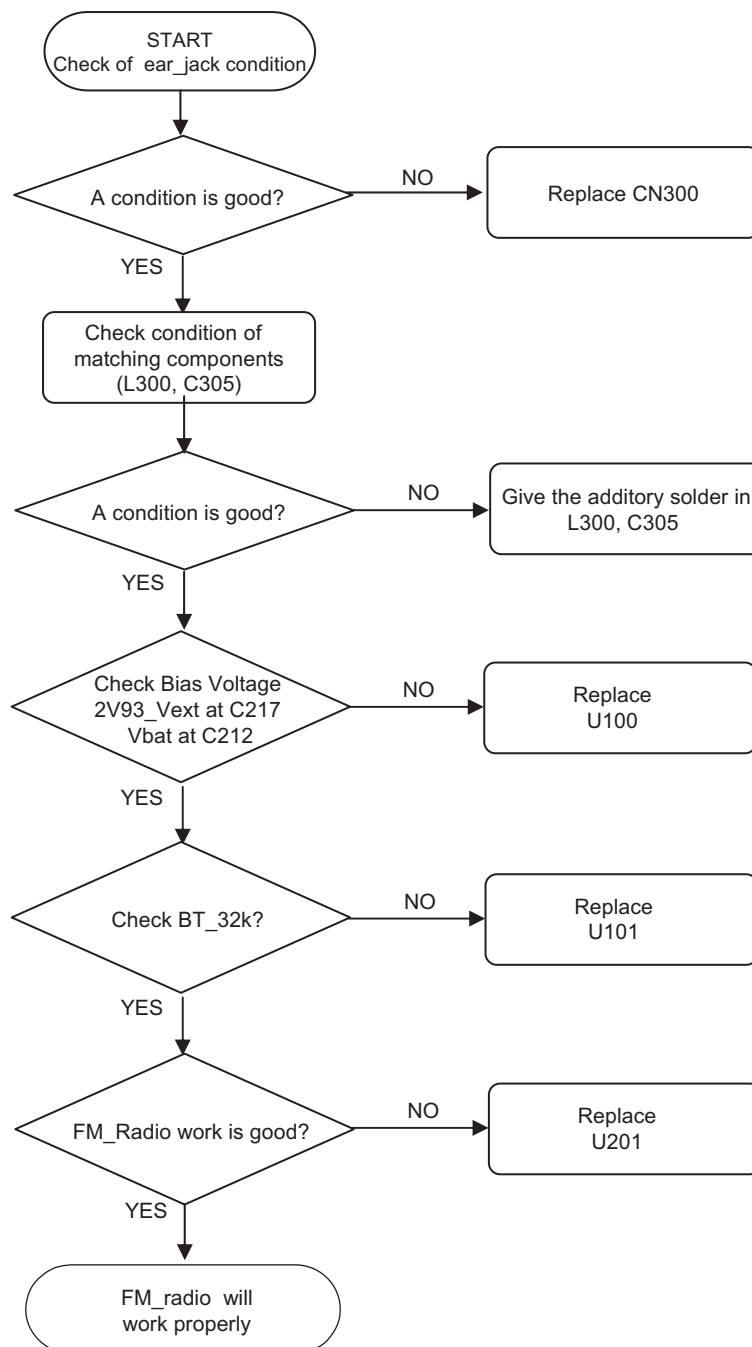 START
Check of ear_jack condition
A condition is good?
NO
Replace CN300
YES
Check condition of
matching components
(L300, C305)
A condition is good?
NO
Give the additory solder in
L300, C305
YES
Check Bias Voltage
2V93_Vext at C217
Vbat at C212
NO
Replace
U100
YES
Check BT_32k?
NO
Replace
U101
YES
FM_Radio work is good?
NO
Replace
U201
YES
FM_radio will
work properly